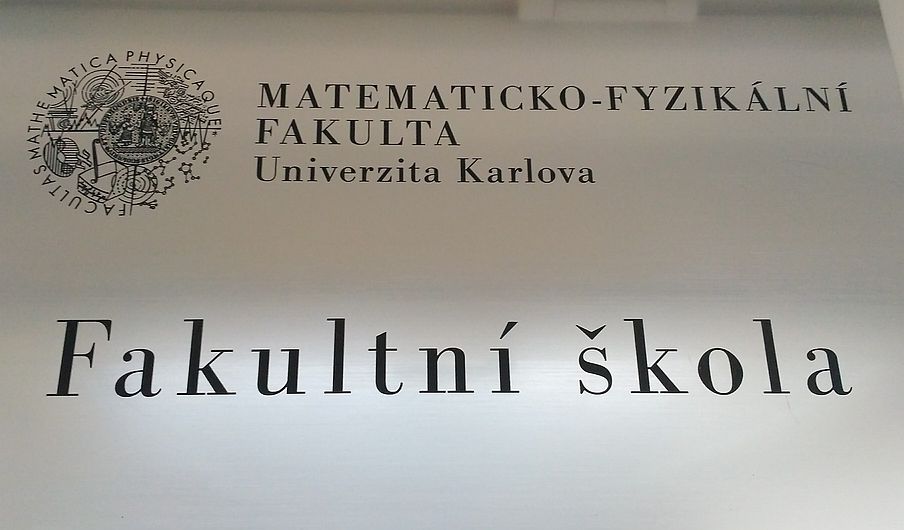 FACULTAS MATHEMATICA PHYSICAQUE
MATEMATICKO-FYZIKÁLNÍ
FAKULTA
Univerzita Karlova
Fakultní škola